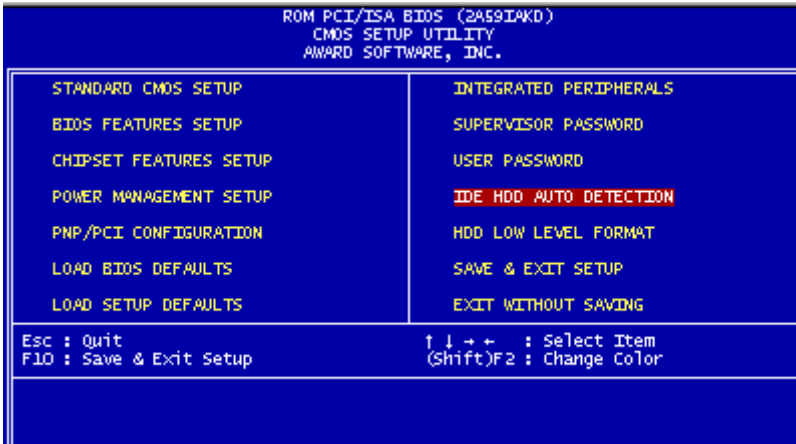 ROM PCI/ISA BIOS (2A59IAKD)
CMOS SETUP UTILITY
AWARD SOFTWARE, INC.
STANDARD CMOS SETUP
BIOS FEATURES SETUP
CHIPSET FEATURES SETUP
POWER MANAGEMENT SETUP
PNP/PCI CONFIGURATION
LOAD BIOS DEFAULTS
LOAD SETUP DEFAULTS
INTEGRATED PERIPHERALS
SUPERVISOR PASSWORD
USER PASSWORD
IDE HDD AUTO DETECTION
HDD LOW LEVEL FORMAT
SAVE & EXIT SETUP
EXIT WITHOUT SAVING
Esc : Quit
F10 : Save & Exit Setup
↑ ↓ → ← : Select Item
(Shift)F2 : Change Color